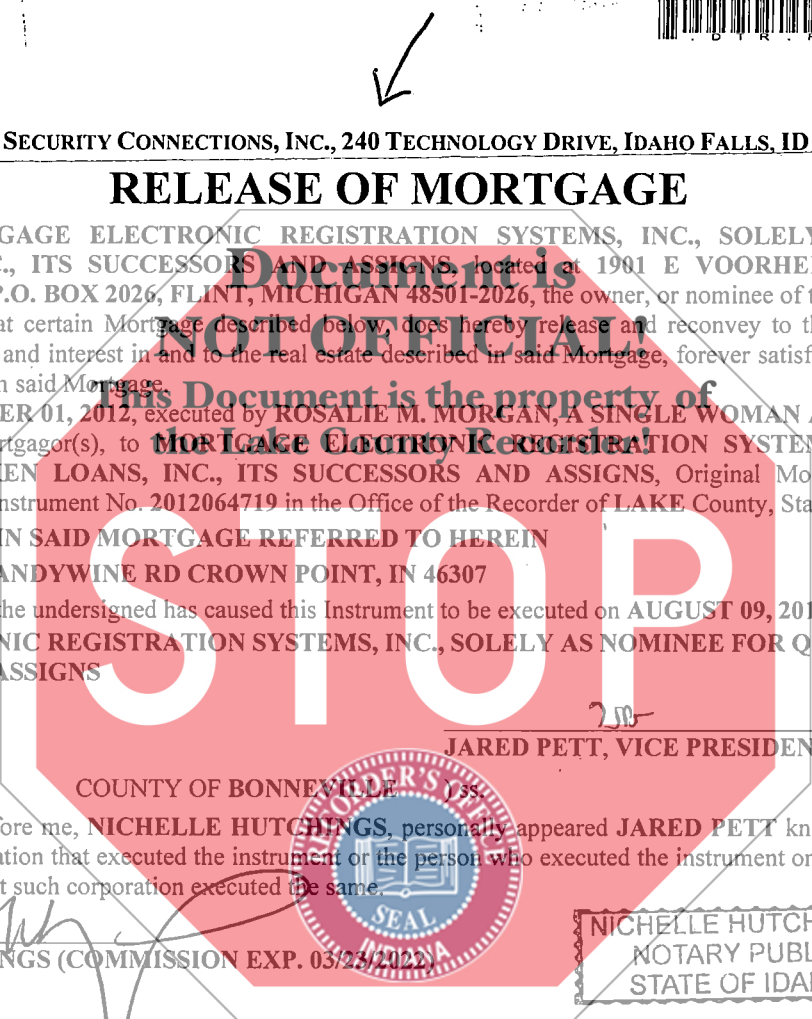 SECURITY CONNECTIONS, INC., 240 TECHNOLOGY DRIVE, IDAHO FALLS, ID
RELEASE OF MORTGAGE
GAGE ELECTRONIC REGISTRATION SYSTEMS, INC., SOLELY
C., ITS SUCCESSORS AND ASSIGNS, located at 1901 E VOORHE
P.O. BOX 2026, FLINT, MICHIGAN 48501-2026, the owner, or nominee of t
at certain Mortgage described below, does hereby release and reconvey to th
and interest in and to the real estate described in said Mortgage, forever satisf
n said Mortgage.
Document is
NOT OFFICIAL!
This Document is the property of
the Lake County Recorder!
ER 01, 2012, executed by ROSALIE M. MORGAN, A SINGLE WOMAN
rtgagor(s), to MORTGAGE ELECTRONIC REGISTRATION SYSTEM
EN LOANS, INC., ITS SUCCESSORS AND ASSIGNS, Original Mo
nstrument No. 2012064719 in the Office of the Recorder of LAKE County, Sta
IN SAID MORTGAGE REFERRED TO HEREIN
ANDYWINE RD CROWN POINT, IN 46307
the undersigned has caused this Instrument to be executed on AUGUST 09, 201
NIC REGISTRATION SYSTEMS, INC., SOLELY AS NOMINEE FOR Q
ASSIGNS
STOP
JARED PETT, VICE PRESIDEN
COUNTY OF BONNEVILLE ) ss.
fore me, NICHELLE HUTCHINGS, personally appeared JARED PETT kn
ation that executed the instrument or the person who executed the instrument on
t such corporation executed the same.
RECORDER'S OFFICE
SEAL
INDIANA
NGS (COMMISSION EXP. 03/23/2022)
NICHELLE HUTCH
NOTARY PUBL
STATE OF IDA